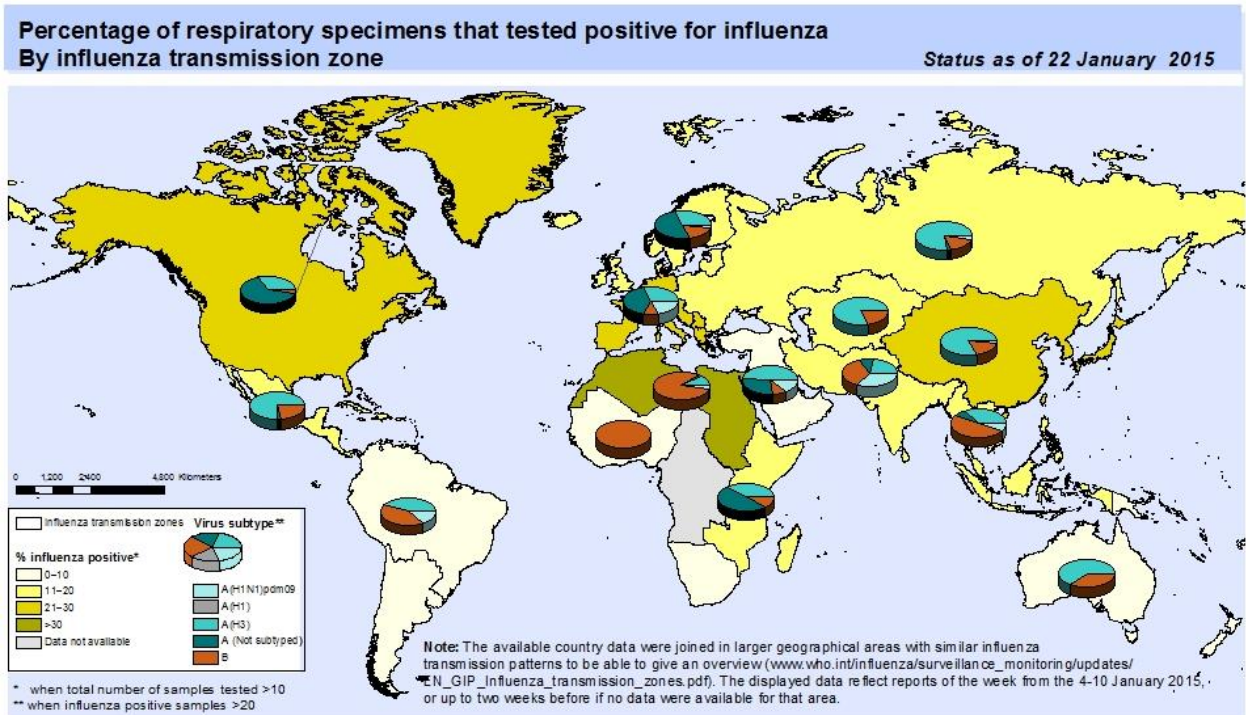 Percentage of respiratory specimens that tested positive for influenza
By influenza transmission zone
Status as of 22 January 2015
0 1,200 2,400 4,800 Kilometers
Influenza transmission zones
Virus subtype**
% influenza positive*
0–10
11–20
21–30
>30
Data not available
A(H1N1)pdm09
A(H1)
A(H3)
A (Not subtyped)
B
* when total number of samples tested >10
** when influenza positive samples >20
Note: The available country data were joined in larger geographical areas with similar influenza
transmission patterns to be able to give an overview (www.who.int/influenza/surveillance_monitoring/updates/
EN_GIP_Influenza_transmission_zones.pdf). The displayed data reflect reports of the week from the 4-10 January 2015,
or up to two weeks before if no data were available for that area.